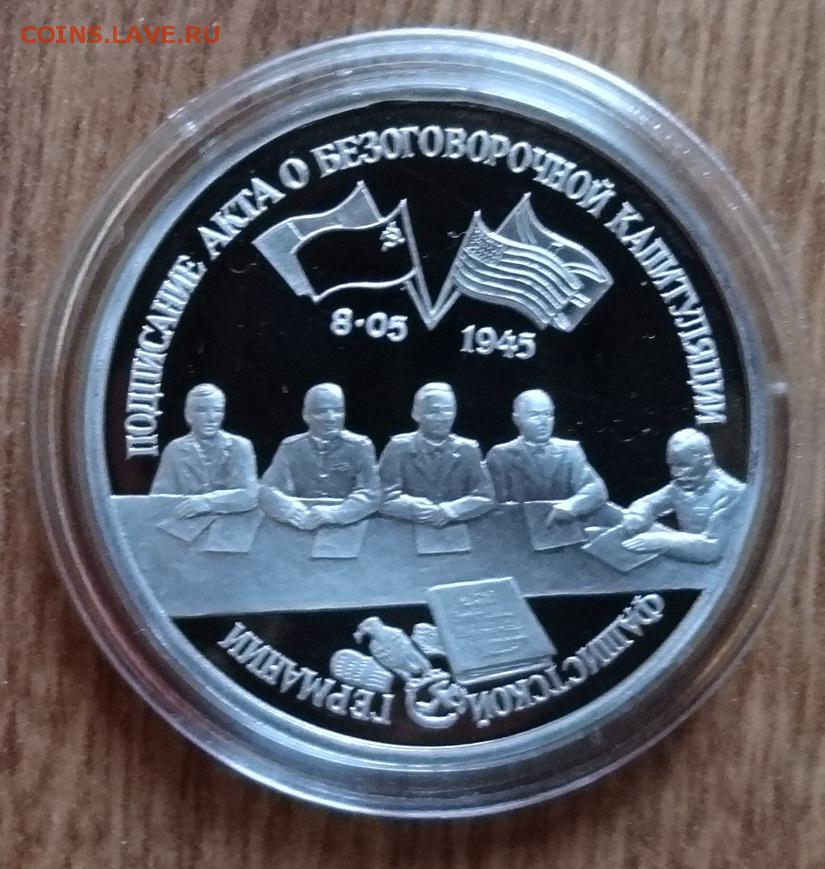 COINS.LAVE.RU
ПОДПИСАНИЕ АКТА О БЕЗОГОВОРОЧНОЙ КАПИТУЛЯЦИИ
8·05 1945
ФАШИСТСКОЙ
ГЕРМАНИИ